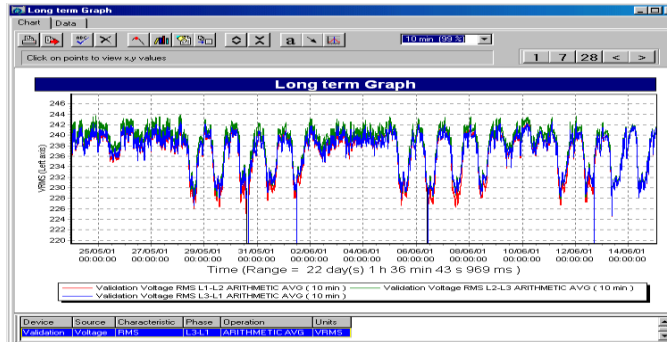 Long term Graph
Chart Data
ABC a 10 min (99 %)
Click on points to view x,y values 1 7 28 < >
Long term Graph
246
244
242
240
238
236
234
232
230
228
226
224
222
220
VRMS (Left axis)
25/05/01 27/05/01 29/05/01 31/05/01 02/06/01 04/06/01 06/06/01 08/06/01 10/06/01 12/06/01 14/06/01
00:00:00 00:00:00 00:00:00 00:00:00 00:00:00 00:00:00 00:00:00 00:00:00 00:00:00 00:00:00 00:00:00
Time (Range = 22 day(s) 1 h 36 min 43 s 969 ms )
Validation Voltage RMS L1-L2 ARITHMETIC AVG ( 10 min ) Validation Voltage RMS L2-L3 ARITHMETIC AVG ( 10 min )
Validation Voltage RMS L3-L1 ARITHMETIC AVG ( 10 min )
Device Source Characteristic Phase Operation Units
Validation Voltage RMS L3-L1 ARITHMETIC AVG VRMS